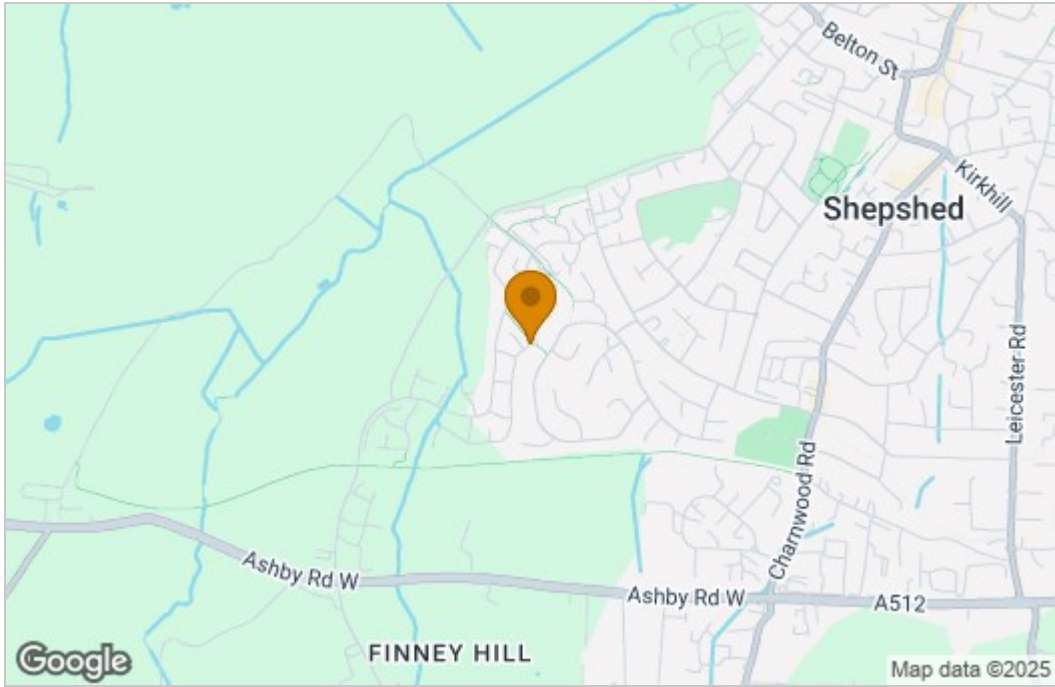 Belton St
Kirkhill
Shepshed
Leicester Rd
Charnwood Rd
Ashby Rd W
Ashby Rd W
A512
FINNEY HILL
Google
Map data ©2025